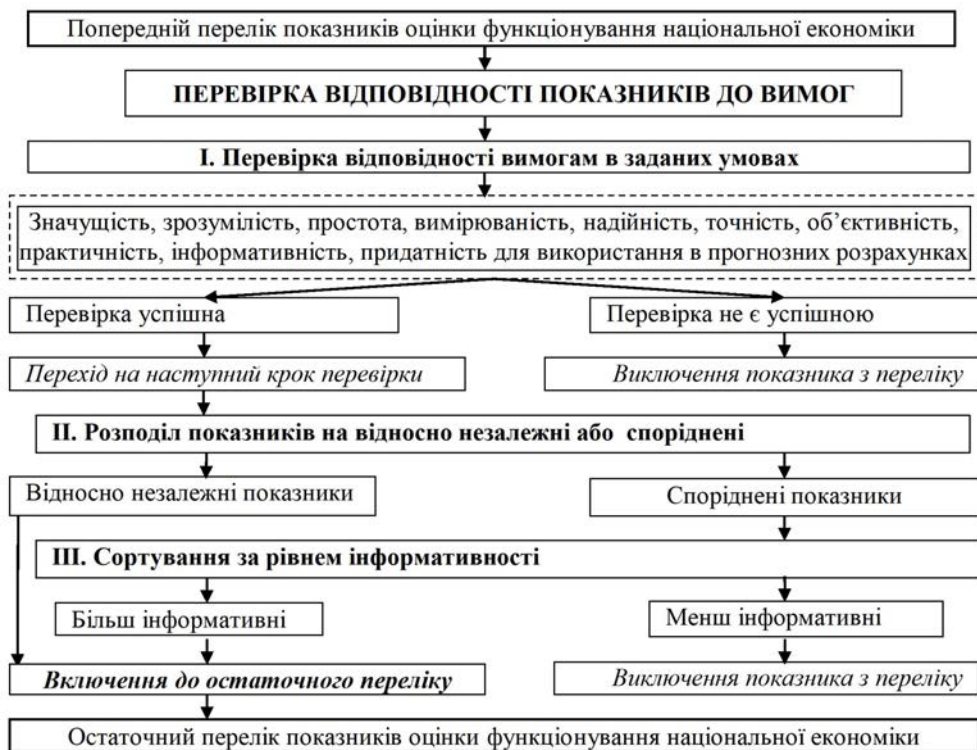 Попередній перелік показників оцінки функціонування національної економіки
ПЕРЕВІРКА ВІДПОВІДНОСТІ ПОКАЗНИКІВ ДО ВИМОГ
І. Перевірка відповідності вимогам в заданих умовах
Значущість, зрозумілість, простота, вимірюваність, надійність, точність, об’єктивність,
практичність, інформативність, придатність для використання в прогнозних розрахунках
Перевірка успішна
Перевірка не є успішною
Перехід на наступний крок перевірки
Виключення показника з переліку
ІІ. Розподіл показників на відносно незалежні або споріднені
Відносно незалежні показники
Споріднені показники
ІІІ. Сортування за рівнем інформативності
Більш інформативні
Менш інформативні
Включення до остаточного переліку
Виключення показника з переліку
Остаточний перелік показників оцінки функціонування національної економіки